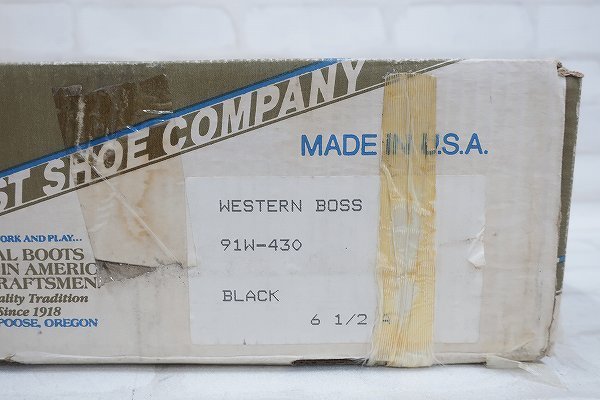 ST SHOE COMPANY
MADE IN U.S.A.
WESTERN BOSS
91W-430
BLACK
6 1/2 A
ORK AND PLAY...
AL BOOTS
IN AMERIC
RAFTSMEN
ality Tradition
Since 1918
POOSE, OREGON